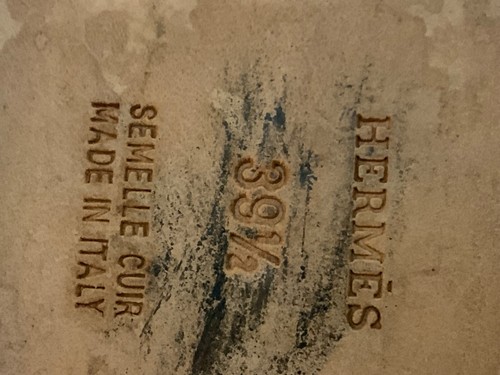 HERMÈS
39½
SEMELLE CUIR
MADE IN ITALY